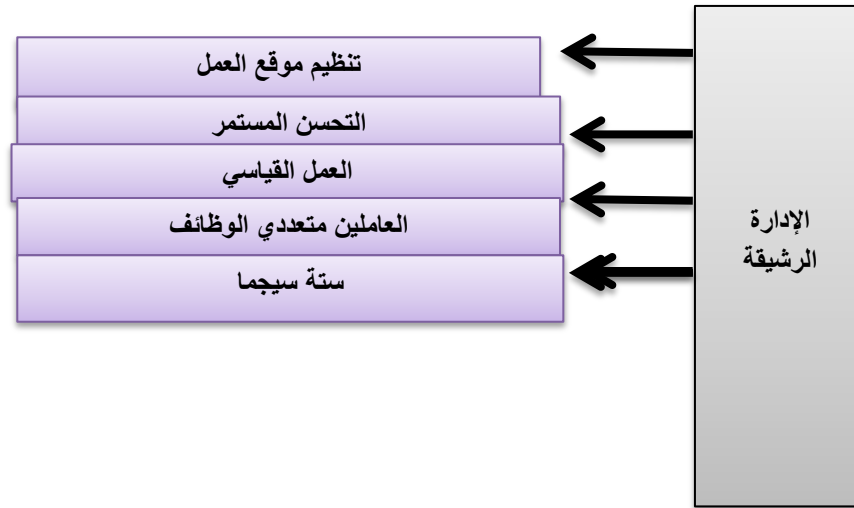 تنظيم موقع العمل
التحسن المستمر
العمل القياسي
العاملين متعددي الوظائف
ستة سيجما
الإدارة
الرشيقة